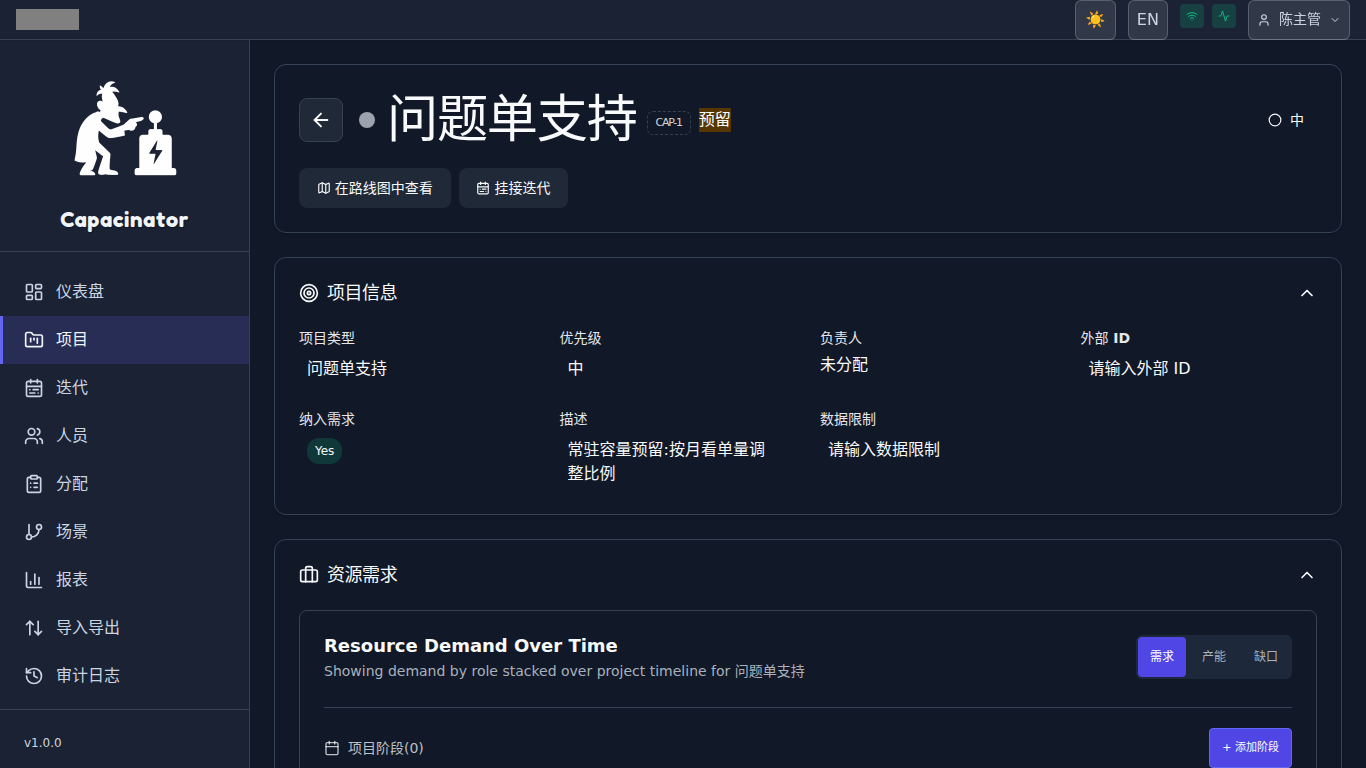 EN
陈主管
Capacinator
仪表盘
项目
迭代
人员
分配
场景
报表
导入导出
审计日志
v1.0.0
问题单支持
CAP-1
预留
中
在路线图中查看
挂接迭代
项目信息
项目类型
优先级
负责人
外部 ID
问题单支持
中
未分配
请输入外部 ID
纳入需求
描述
数据限制
Yes
常驻容量预留:按月看单量调
整比例
请输入数据限制
资源需求
Resource Demand Over Time
Showing demand by role stacked over project timeline for 问题单支持
需求
产能
缺口
项目阶段(0)
+ 添加阶段